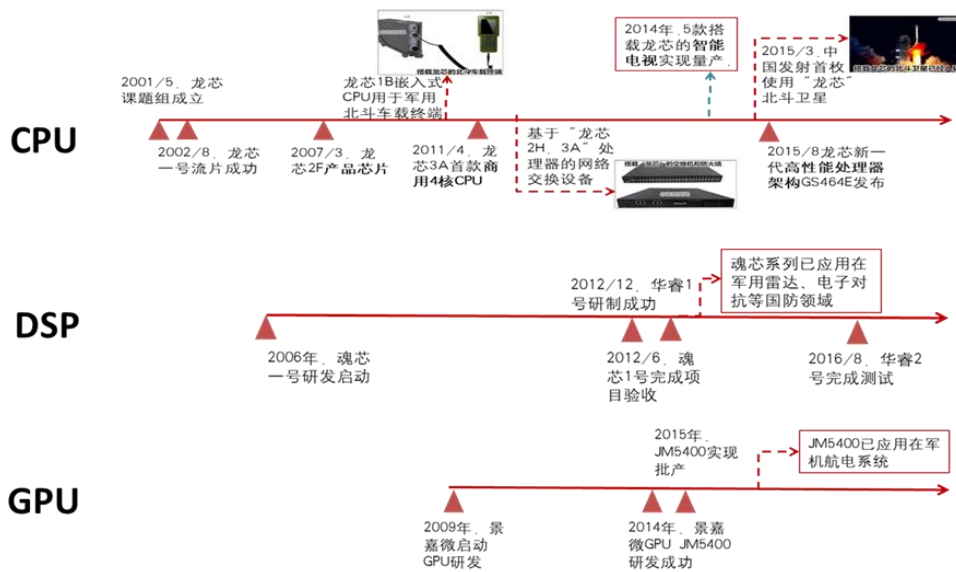 搭载龙芯的北斗车载终端
2014年, 5款搭
载龙芯的智能
电视实现量产,
2015/3,中
国发射首枚
使用“龙芯”
北斗卫星
2001/5, 龙芯
课题组成立
龙芯1B嵌入式
CPU用于军用
北斗车载终端
CPU
2002/8, 龙芯
一号流片成功
2007/3, 龙
芯2F产品芯片
2011/4, 龙
芯3A首款商
用4核CPU
基于“龙芯
2H, 3A”处
理器的网络
交换设备
2015/8龙芯新一
代高性能处理器
架构GS464E发布
2012/12, 华睿1
号研制成功
魂芯系列已应用在
军用雷达、电子对
抗等国防领域
DSP
2006年, 魂芯
一号研发启动
2012/6, 魂
芯1号完成项
目验收
2016/8, 华睿2
号完成测试
2015年,
JM5400实现
批产
JM5400已应用在军
机航电系统
GPU
2009年, 景
嘉微启动
GPU研发
2014年, 景嘉
微GPU JM5400
研发成功